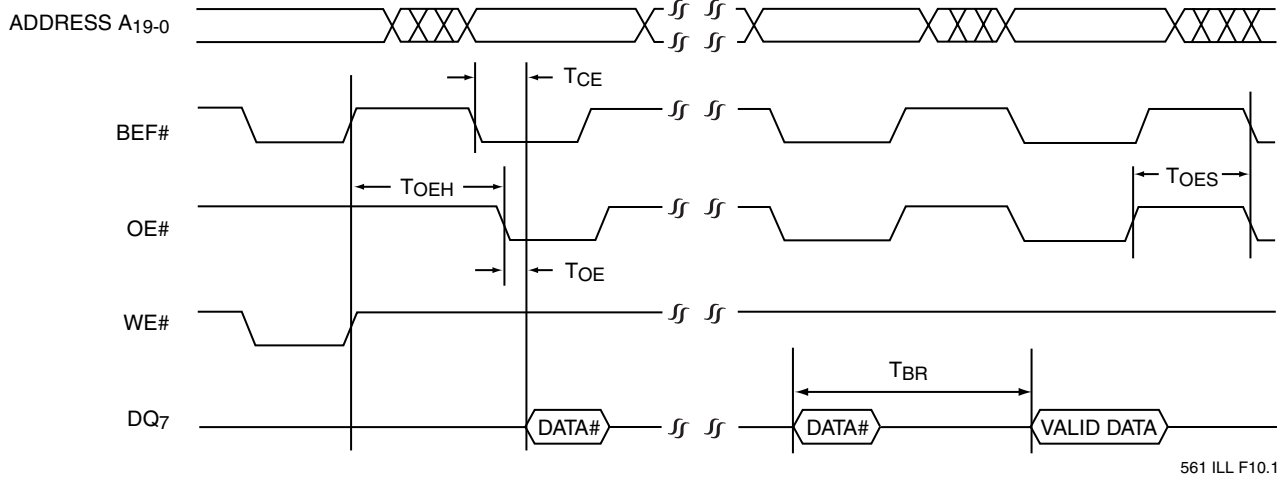 ADDRESS A19-0
TCE
BEF#
TOEH
TOES
OE#
TOE
WE#
TBR
DQ7
DATA#
DATA#
VALID DATA
561 ILL F10.1